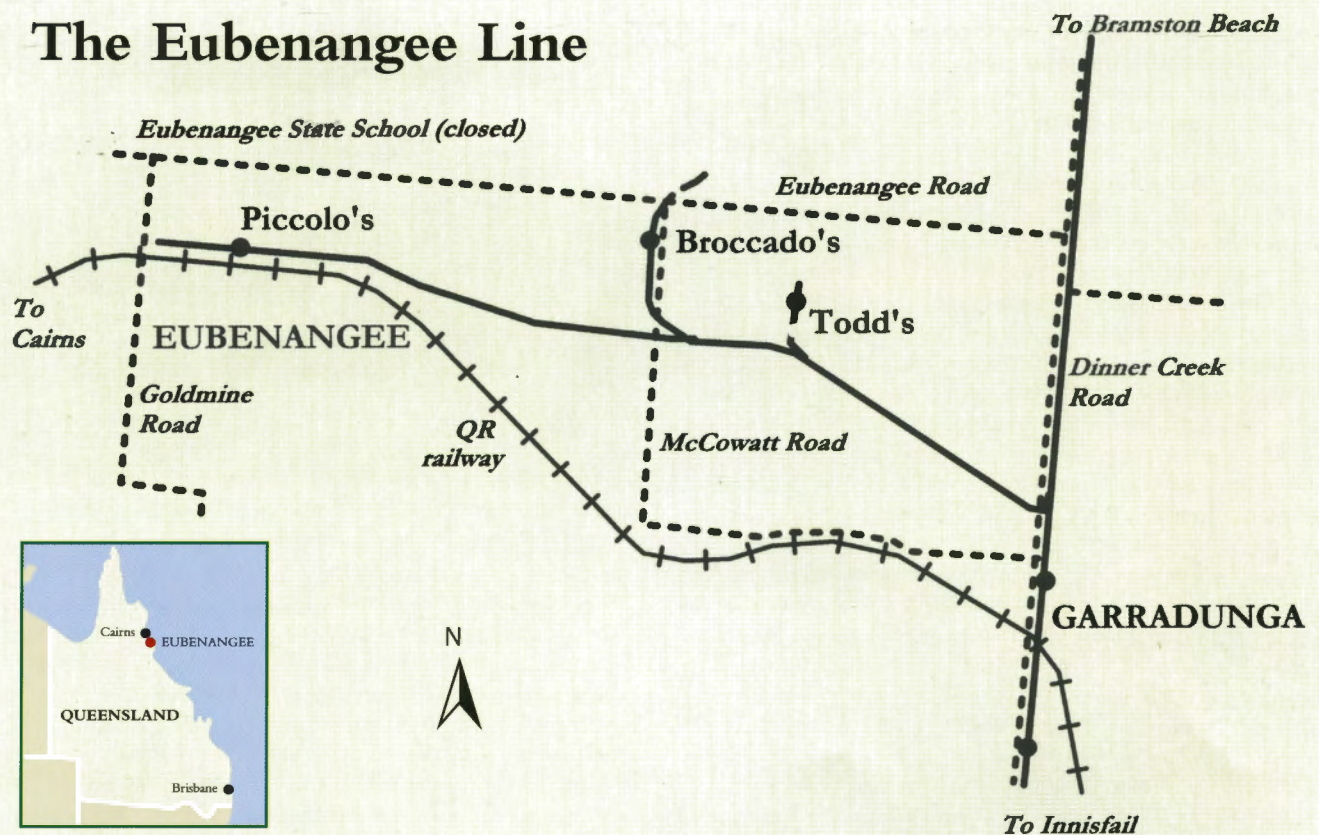 The Eubenangee Line
To Bramston Beach
Eubenangee State School (closed)
Eubenangee Road
Piccolo's
Broccado's
To
Cairns
EUBENANGEE
Todd's
Goldmine
Road
Dinner Creek
Road
QR
railway
McCowatt Road
GARRADUNGA
N
Cairns
EUBENANGEE
QUEENSLAND
Brisbane
To Innisfail